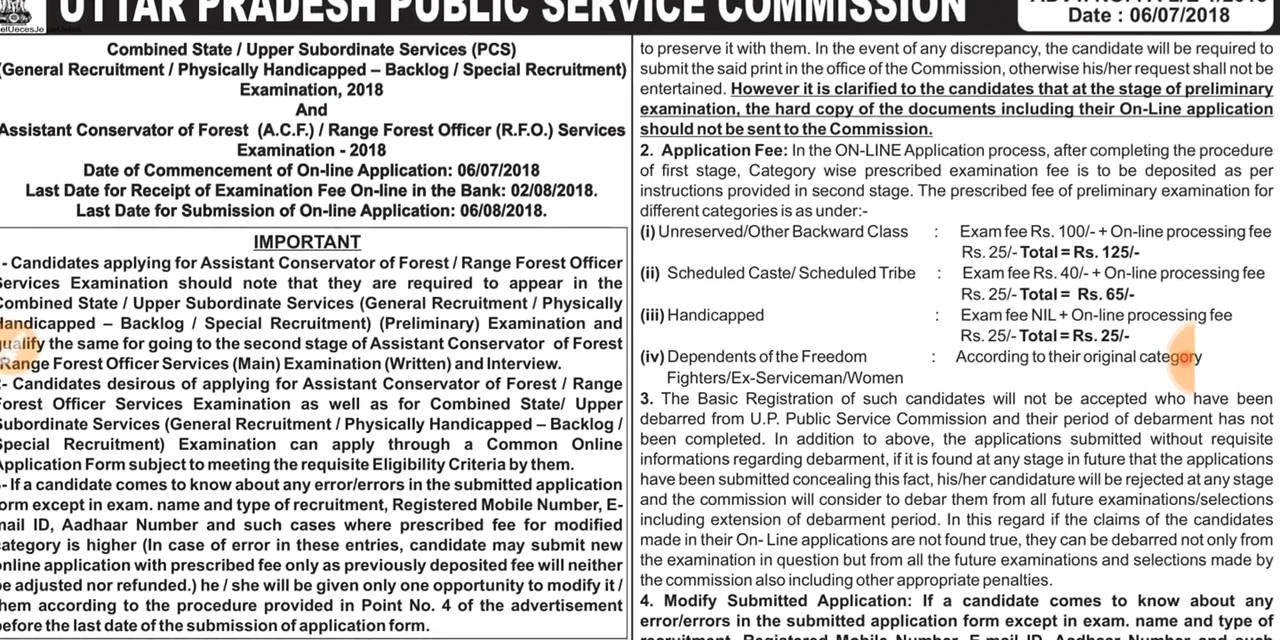 UTTAR PRADESH PUBLIC SERVICE COMMISSION
Date : 06/07/2018
Combined State / Upper Subordinate Services (PCS)
(General Recruitment / Physically Handicapped – Backlog / Special Recruitment)
Examination, 2018
And
Assistant Conservator of Forest (A.C.F.) / Range Forest Officer (R.F.O.) Services
Examination - 2018
Date of Commencement of On-line Application: 06/07/2018
Last Date for Receipt of Examination Fee On-line in the Bank: 02/08/2018.
Last Date for Submission of On-line Application: 06/08/2018.
IMPORTANT
- Candidates applying for Assistant Conservator of Forest / Range Forest Officer
Services Examination should note that they are required to appear in the
Combined State / Upper Subordinate Services (General Recruitment / Physically
Handicapped – Backlog / Special Recruitment) (Preliminary) Examination and
qualify the same for going to the second stage of Assistant Conservator of Forest
/Range Forest Officer Services (Main) Examination (Written) and Interview.
- Candidates desirous of applying for Assistant Conservator of Forest / Range
Forest Officer Services Examination as well as for Combined State/ Upper
Subordinate Services (General Recruitment / Physically Handicapped – Backlog /
Special Recruitment) Examination can apply through a Common Online
Application Form subject to meeting the requisite Eligibility Criteria by them.
- If a candidate comes to know about any error/errors in the submitted application
form except in exam. name and type of recruitment, Registered Mobile Number, E-
mail ID, Aadhaar Number and such cases where prescribed fee for modified
category is higher (In case of error in these entries, candidate may submit new
online application with prescribed fee only as previously deposited fee will neither
be adjusted nor refunded.) he / she will be given only one opportunity to modify it /
them according to the procedure provided in Point No. 4 of the advertisement
before the last date of the submission of application form.
to preserve it with them. In the event of any discrepancy, the candidate will be required to
submit the said print in the office of the Commission, otherwise his/her request shall not be
entertained. However it is clarified to the candidates that at the stage of preliminary
examination, the hard copy of the documents including their On-Line application
should not be sent to the Commission.
2. Application Fee: In the ON-LINE Application process, after completing the procedure
of first stage, Category wise prescribed examination fee is to be deposited as per
instructions provided in second stage. The prescribed fee of preliminary examination for
different categories is as under:-
(i) Unreserved/Other Backward Class : Exam fee Rs. 100/- + On-line processing fee
Rs. 25/- Total = Rs. 125/-
(ii) Scheduled Caste/ Scheduled Tribe : Exam fee Rs. 40/- + On-line processing fee
Rs. 25/- Total = Rs. 65/-
(iii) Handicapped : Exam fee NIL + On-line processing fee
Rs. 25/- Total = Rs. 25/-
(iv) Dependents of the Freedom : According to their original category
Fighters/Ex-Serviceman/Women
3. The Basic Registration of such candidates will not be accepted who have been
debarred from U.P. Public Service Commission and their period of debarment has not
been completed. In addition to above, the applications submitted without requisite
informations regarding debarment, if it is found at any stage in future that the applications
have been submitted concealing this fact, his/her candidature will be rejected at any stage
and the commission will consider to debar them from all future examinations/selections
including extension of debarment period. In this regard if the claims of the candidates
made in their On- Line applications are not found true, they can be debarred not only from
the examination in question but from all the future examinations and selections made by
the commission also including other appropriate penalties.
4. Modify Submitted Application: If a candidate comes to know about any
error/errors in the submitted application form except in exam. name and type of
recruitment, Registered Mobile Number, E-mail ID, Aadhaar Number and such